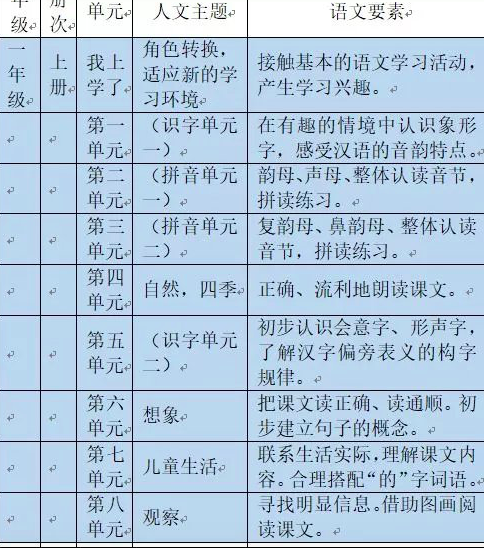 年级 册次 单元 人文主题 语文要素
一年级 上册 我上学了 角色转换，适应新的学习环境 接触基本的语文学习活动，产生学习兴趣。
第一单元 （识字单元一） 在有趣的情境中认识象形字，感受汉语的音韵特点。
第二单元 （拼音单元一） 韵母、声母、整体认读音节，拼读练习。
第三单元 （拼音单元二） 复韵母、鼻韵母、整体认读音节，拼读练习。
第四单元 自然，四季 正确、流利地朗读课文。
第五单元 （识字单元二） 初步认识会意字、形声字，了解汉字偏旁表义的构字规律。
第六单元 想象 把课文读正确、读通顺。初步建立句子的概念。
第七单元 儿童生活 联系生活实际，理解课文内容。合理搭配“的”字词语。
第八单元 观察 寻找明显信息。借助图画阅读课文。